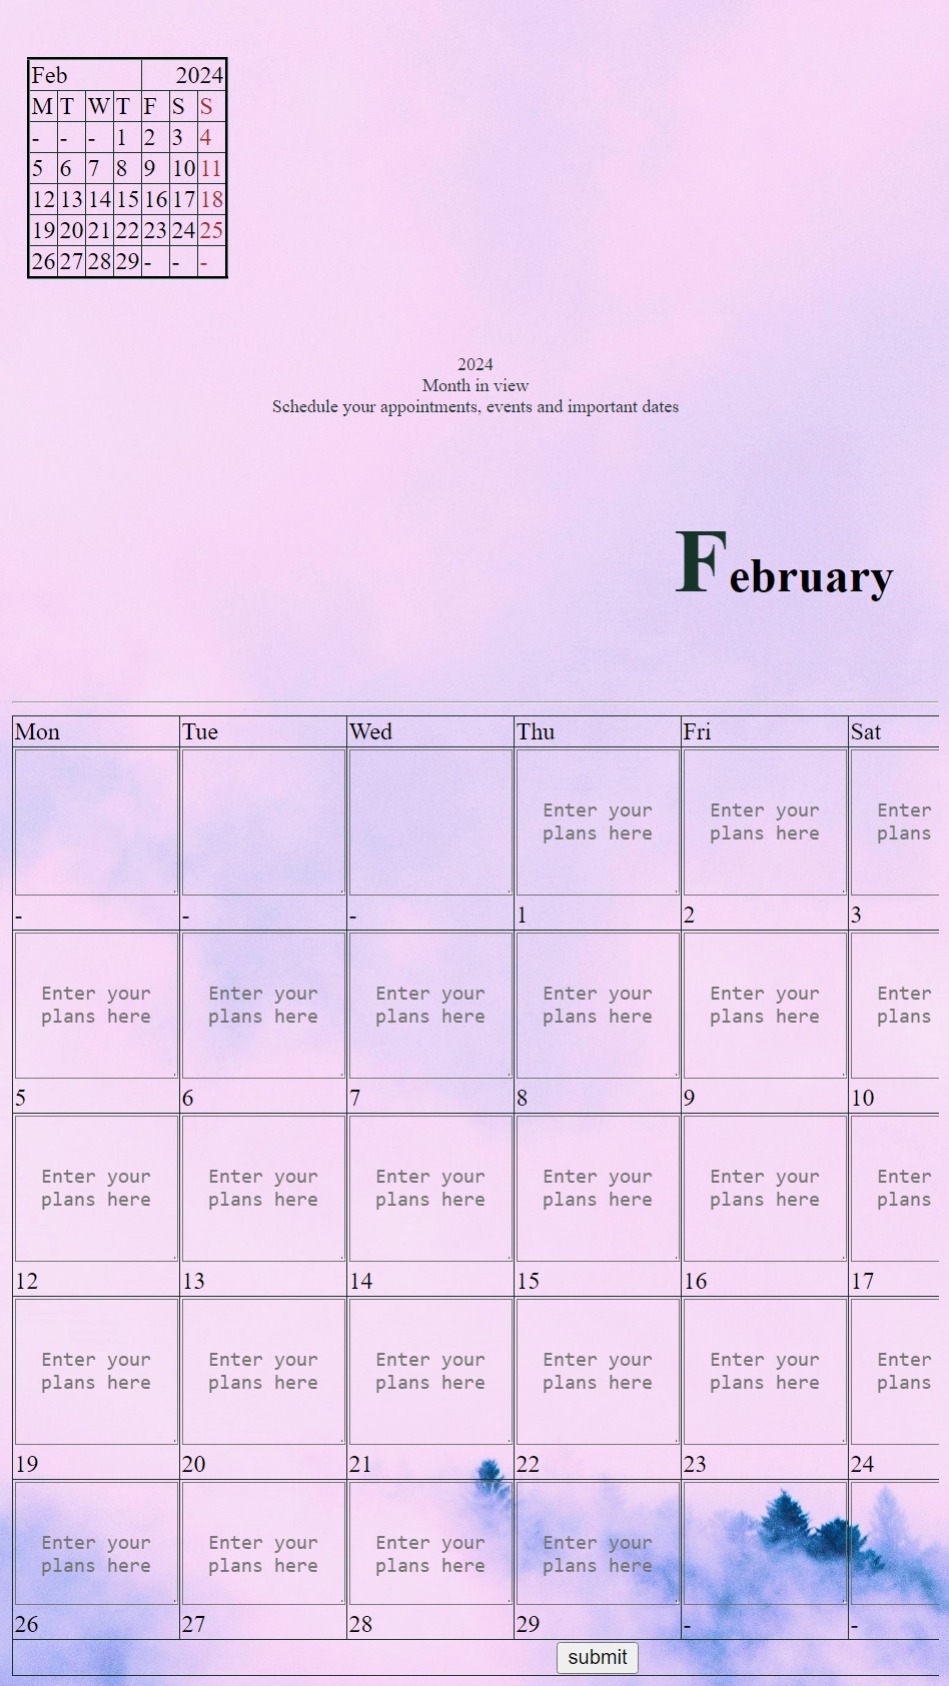 Feb 2024
M T W T F S S
- - - 1 2 3 4
5 6 7 8 9 10 11
12 13 14 15 16 17 18
19 20 21 22 23 24 25
26 27 28 29 - - -
2024
Month in view
Schedule your appointments, events and important dates
February
Mon Tue Wed Thu Fri Sat
Enter your Enter your Enter
plans here plans here plans
- - - 1 2 3
Enter your Enter your Enter your Enter your Enter your Enter
plans here plans here plans here plans here plans here plans
5 6 7 8 9 10
Enter your Enter your Enter your Enter your Enter your Enter
plans here plans here plans here plans here plans here plans
12 13 14 15 16 17
Enter your Enter your Enter your Enter your Enter your Enter
plans here plans here plans here plans here plans here plans
19 20 21 22 23 24
Enter your Enter your Enter your Enter your
plans here plans here plans here plans here
26 27 28 29 - -
submit